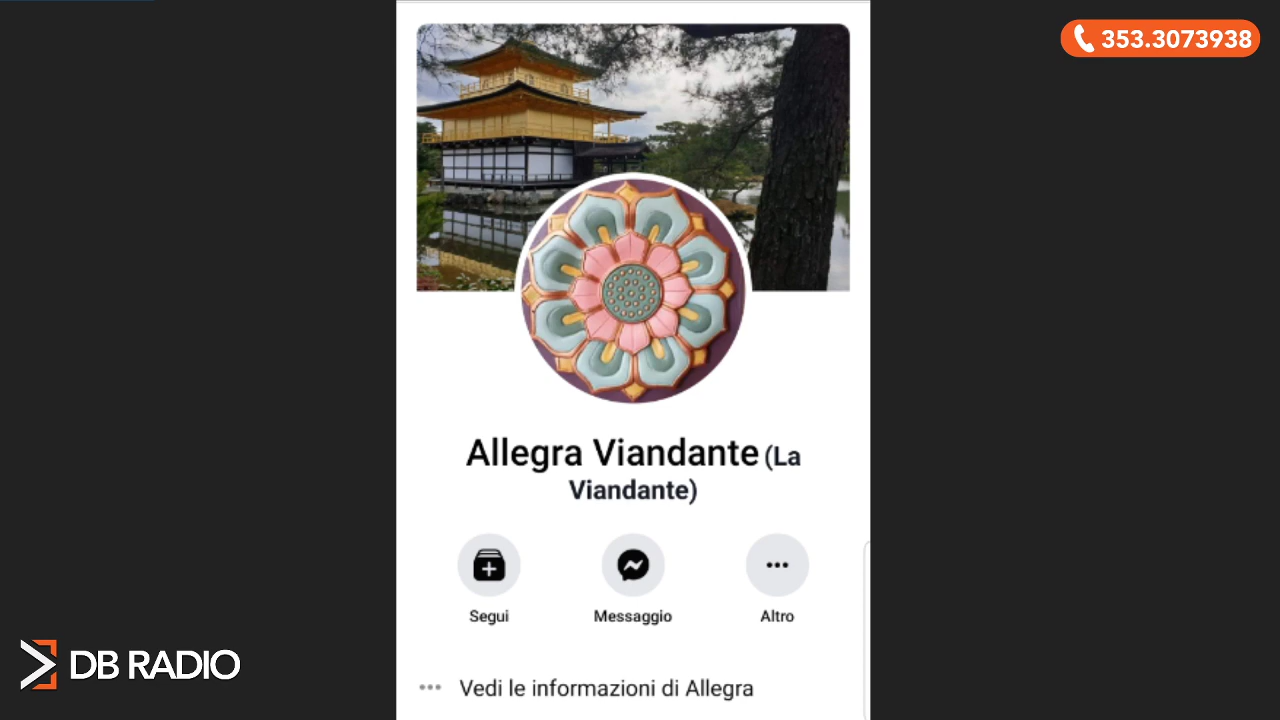 353.3073938
Allegra Viandante (La
Viandante)
Segui
Messaggio
Altro
Vedi le informazioni di Allegra
DB RADIO